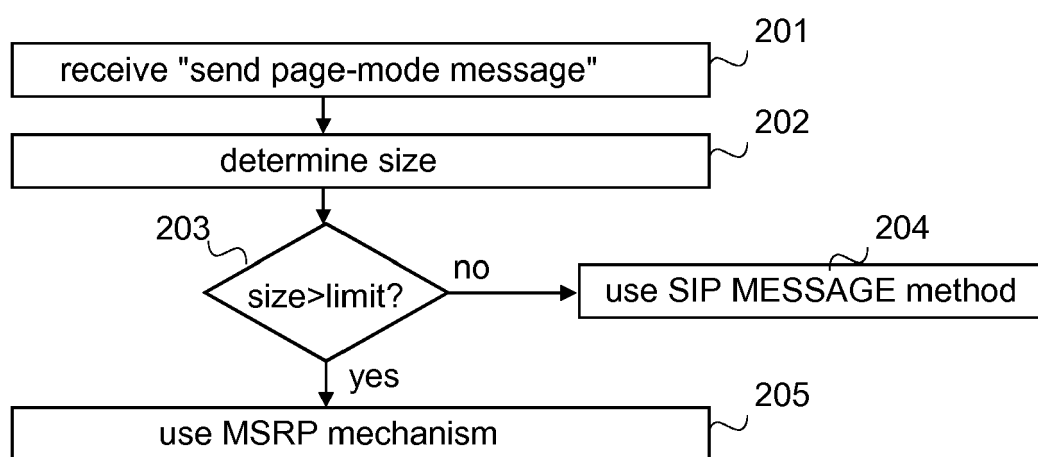 201
receive "send page-mode message"
202
determine size
203
204
size>limit?
no
use SIP MESSAGE method
yes
205
use MSRP mechanism